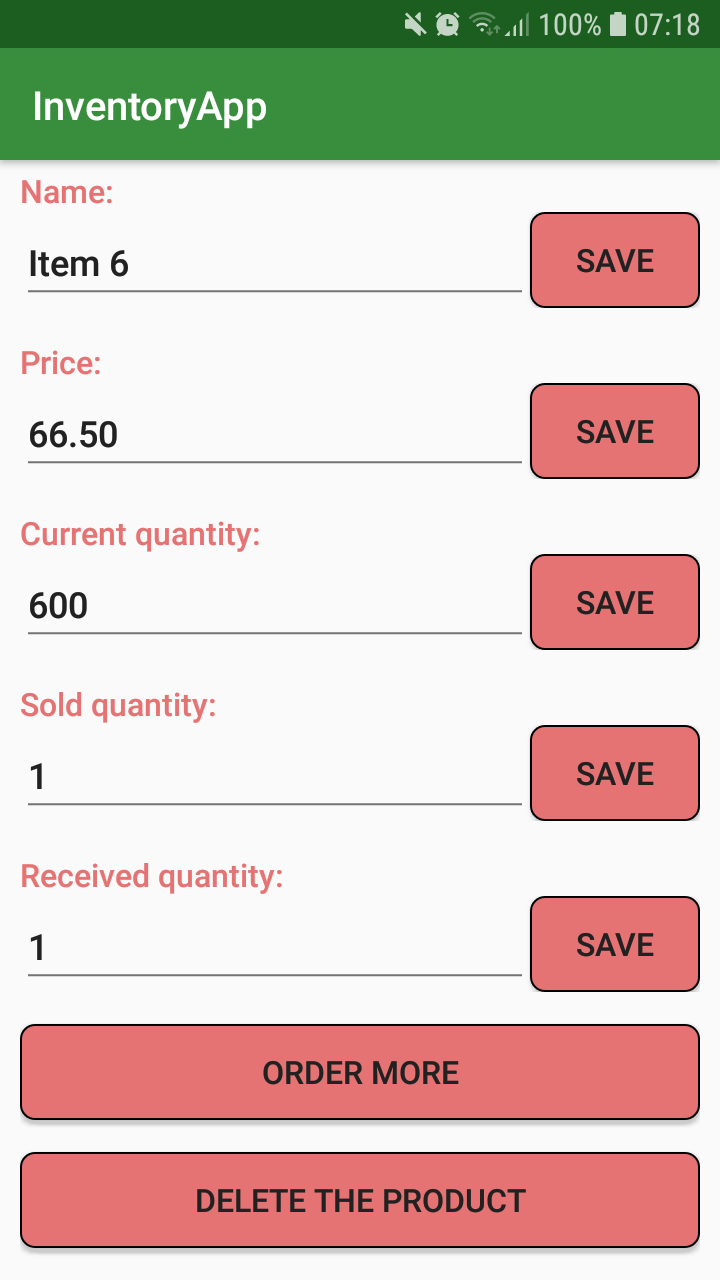 100% 07:18
InventoryApp
Name:
Item 6
SAVE
Price:
66.50
SAVE
Current quantity:
600
SAVE
Sold quantity:
1
SAVE
Received quantity:
1
SAVE
ORDER MORE
DELETE THE PRODUCT